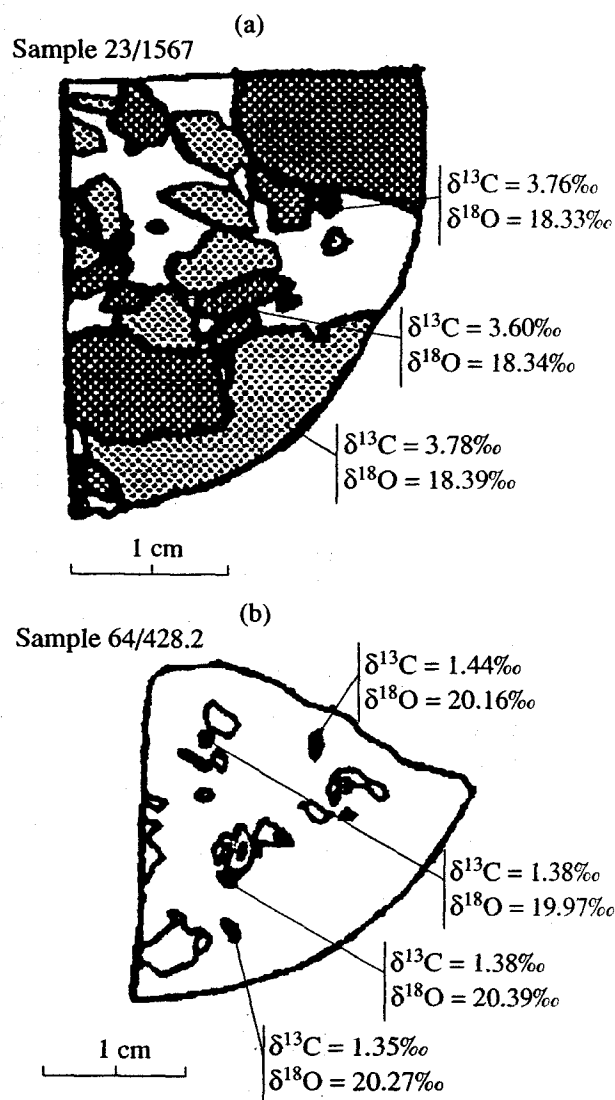 (a)
Sample 23/1567
δ¹³C = 3.76‰
δ¹⁸O = 18.33‰
δ¹³C = 3.60‰
δ¹⁸O = 18.34‰
δ¹³C = 3.78‰
δ¹⁸O = 18.39‰
1 cm
(b)
Sample 64/428.2
δ¹³C = 1.44‰
δ¹⁸O = 20.16‰
δ¹³C = 1.38‰
δ¹⁸O = 19.97‰
δ¹³C = 1.38‰
δ¹⁸O = 20.39‰
δ¹³C = 1.35‰
δ¹⁸O = 20.27‰
1 cm